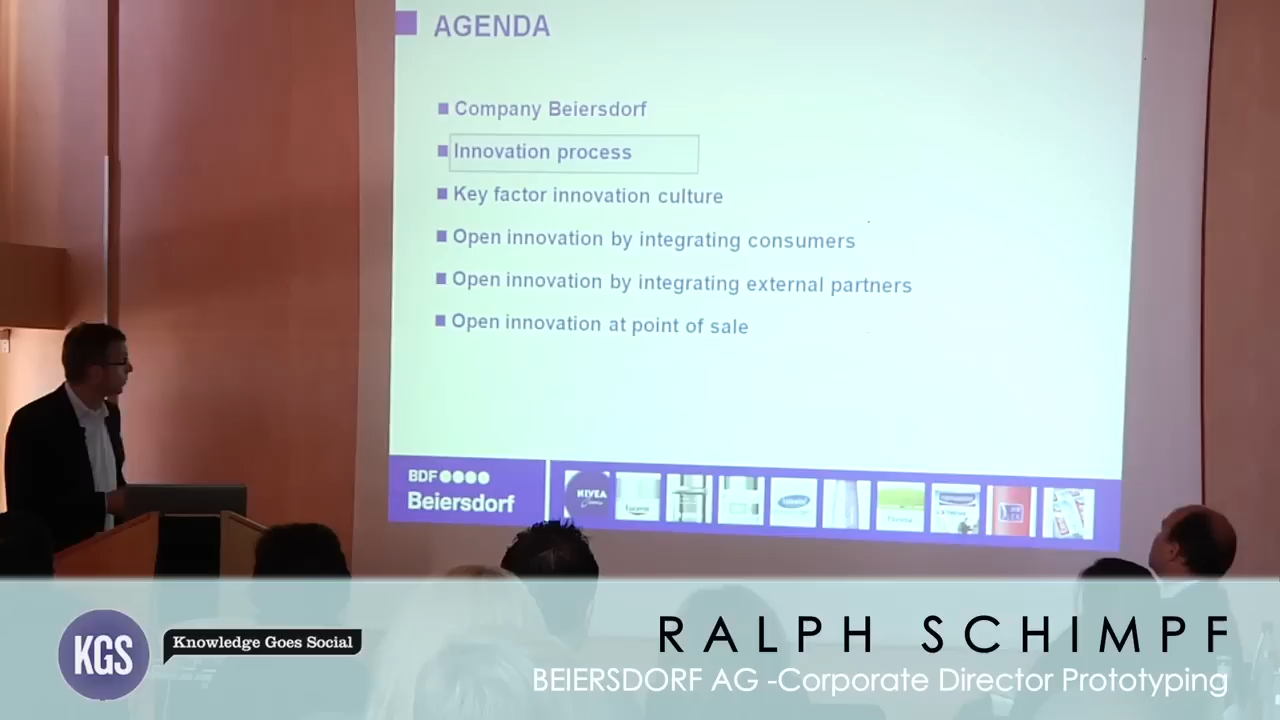 AGENDA
Company Beiersdorf
Innovation process
Key factor innovation culture
Open innovation by integrating consumers
Open innovation by integrating external partners
Open innovation at point of sale
BDF
Beiersdorf
NIVEA
KGS
Knowledge Goes Social
RALPH SCHIMPF
BEIERSDORF AG -Corporate Director Prototyping